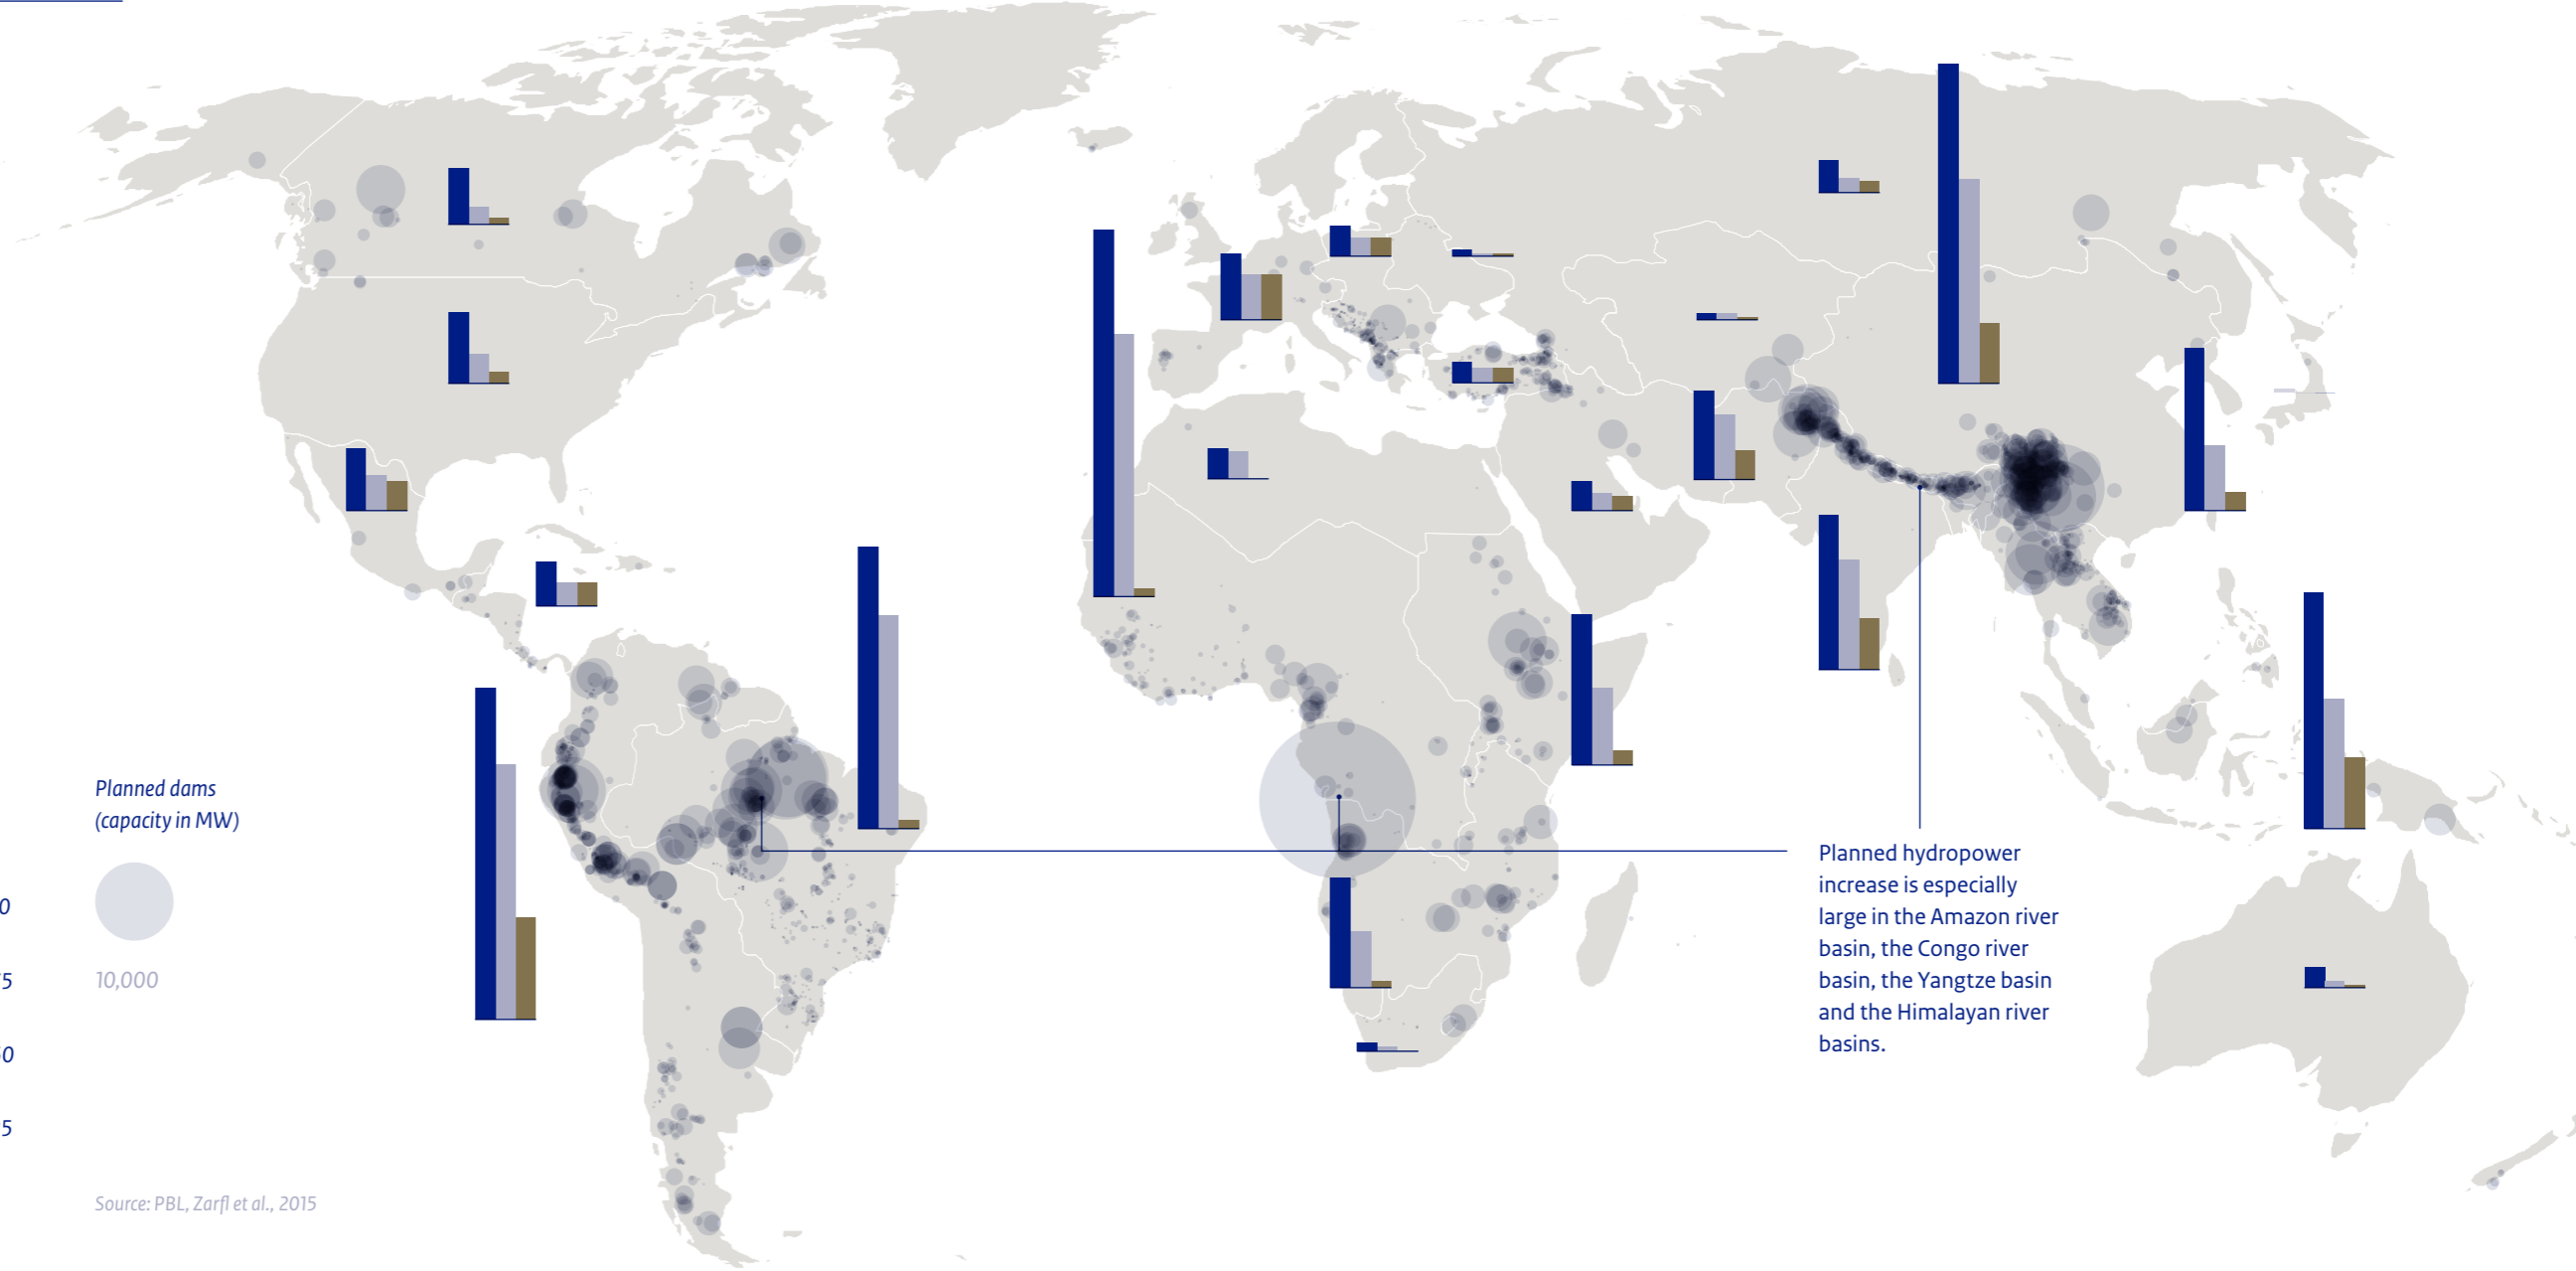 Planned dams
(capacity in MW)
10,000
Source: PBL, Zarfl et al., 2015
Planned hydropower
increase is especially
large in the Amazon river
basin, the Congo river
basin, the Yangtze basin
and the Himalayan river
basins.